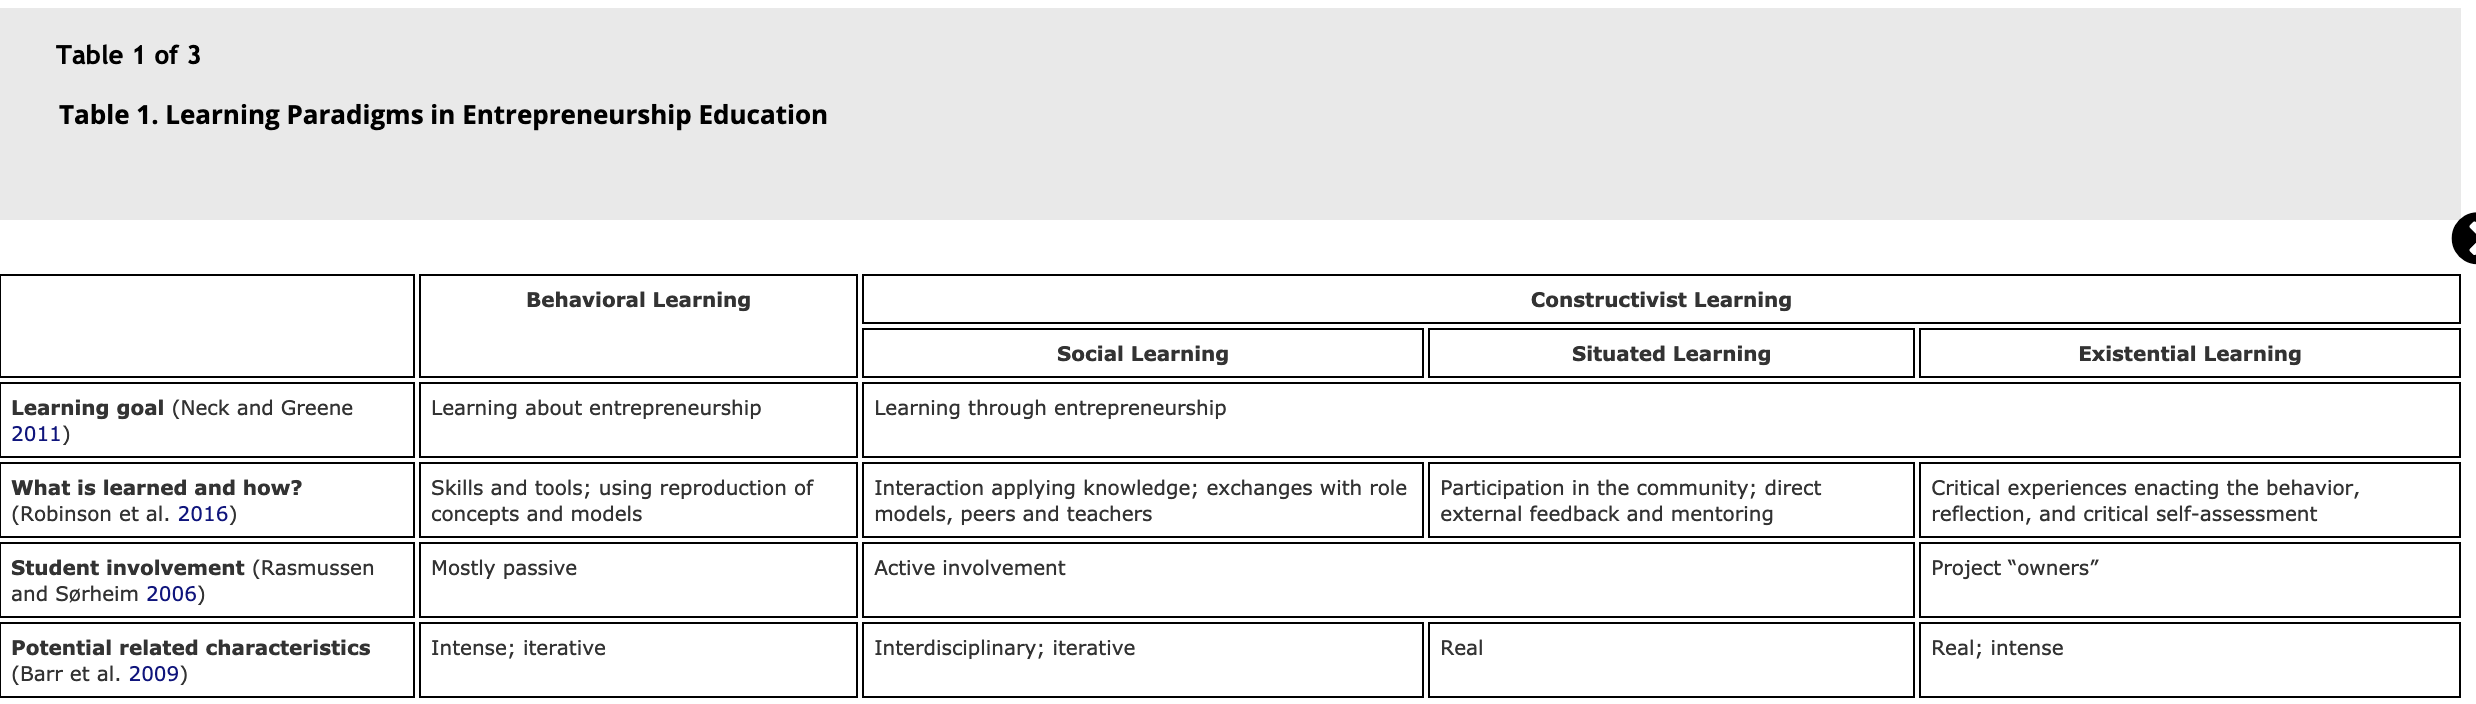 Table 1 of 3
Table 1. Learning Paradigms in Entrepreneurship Education
Behavioral Learning
Constructivist Learning
Social Learning
Situated Learning
Existential Learning
Learning goal (Neck and Greene
2011)
Learning about entrepreneurship
Learning through entrepreneurship
What is learned and how?
(Robinson et al. 2016)
Skills and tools; using reproduction of
concepts and models
Interaction applying knowledge; exchanges with role
models, peers and teachers
Participation in the community; direct
external feedback and mentoring
Critical experiences enacting the behavior,
reflection, and critical self-assessment
Student involvement (Rasmussen
and Sørheim 2006)
Mostly passive
Active involvement
Project “owners”
Potential related characteristics
(Barr et al. 2009)
Intense; iterative
Interdisciplinary; iterative
Real
Real; intense